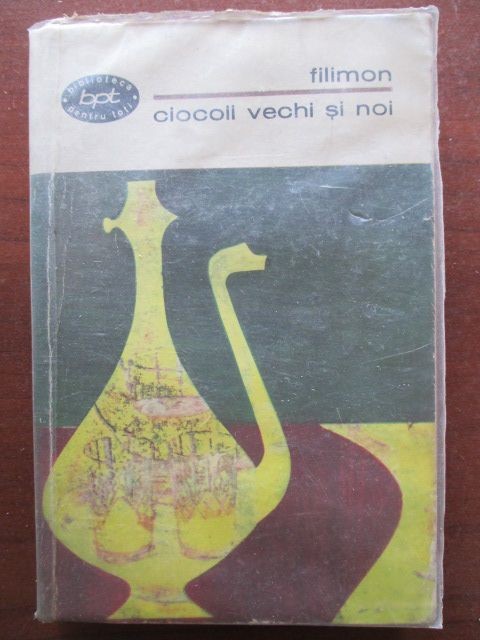 biblioteca
bpt
pentru toți
filimon
ciocoii vechi și noi